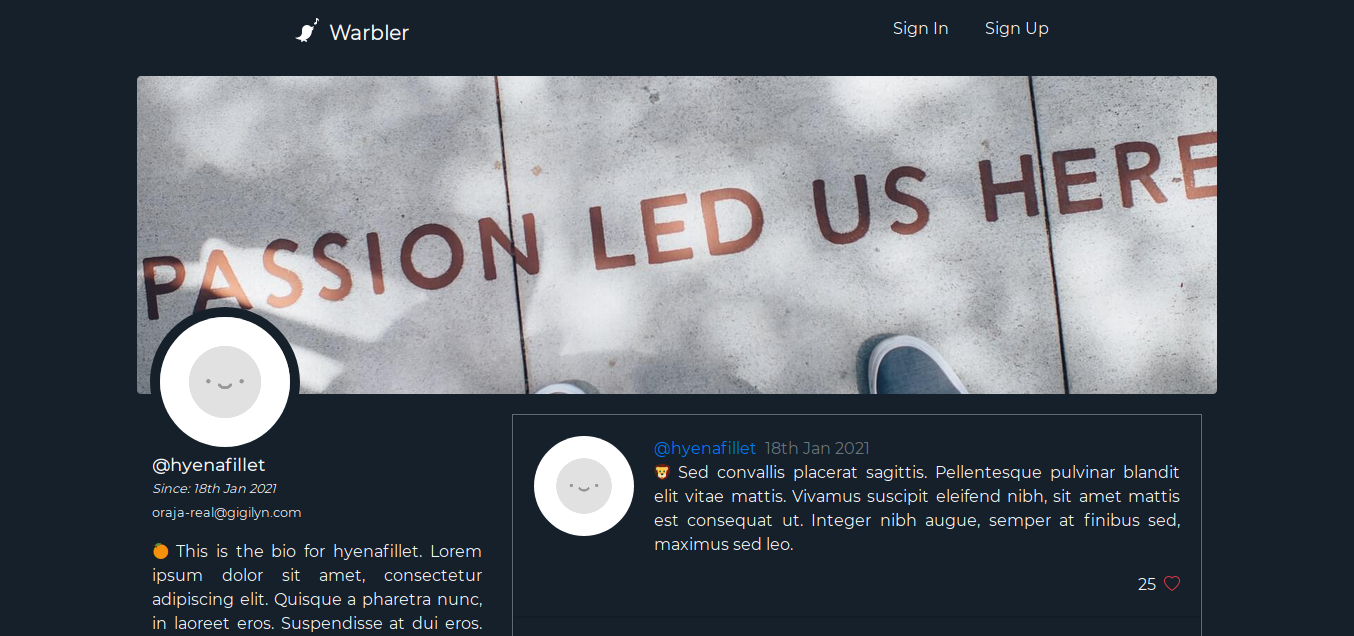 Warbler
Sign In
Sign Up
PASSION LED US HERE
@hyenafillet
Since: 18th Jan 2021
oraja-real@gigilyn.com
🍊 This is the bio for hyenafillet. Lorem
ipsum dolor sit amet, consectetur
adipiscing elit. Quisque a pharetra nunc,
in laoreet eros. Suspendisse at dui eros.
@hyenafillet 18th Jan 2021
🦁 Sed convallis placerat sagittis. Pellentesque pulvinar blandit
elit vitae mattis. Vivamus suscipit eleifend nibh, sit amet mattis
est consequat ut. Integer nibh augue, semper at finibus sed,
maximus sed leo.
25